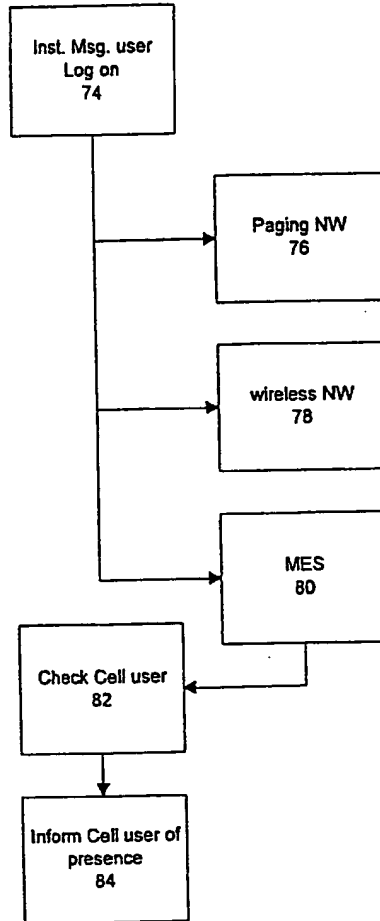 Inst. Msg. user
Log on
74
Paging NW
76
wireless NW
78
MES
80
Check Cell user
82
Inform Cell user of
presence
84